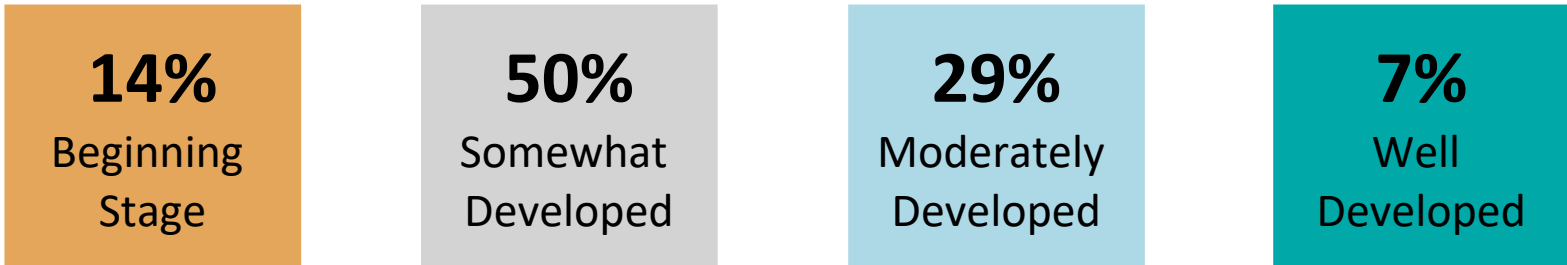 14%
Beginning
Stage
50%
Somewhat
Developed
29%
Moderately
Developed
7%
Well
Developed